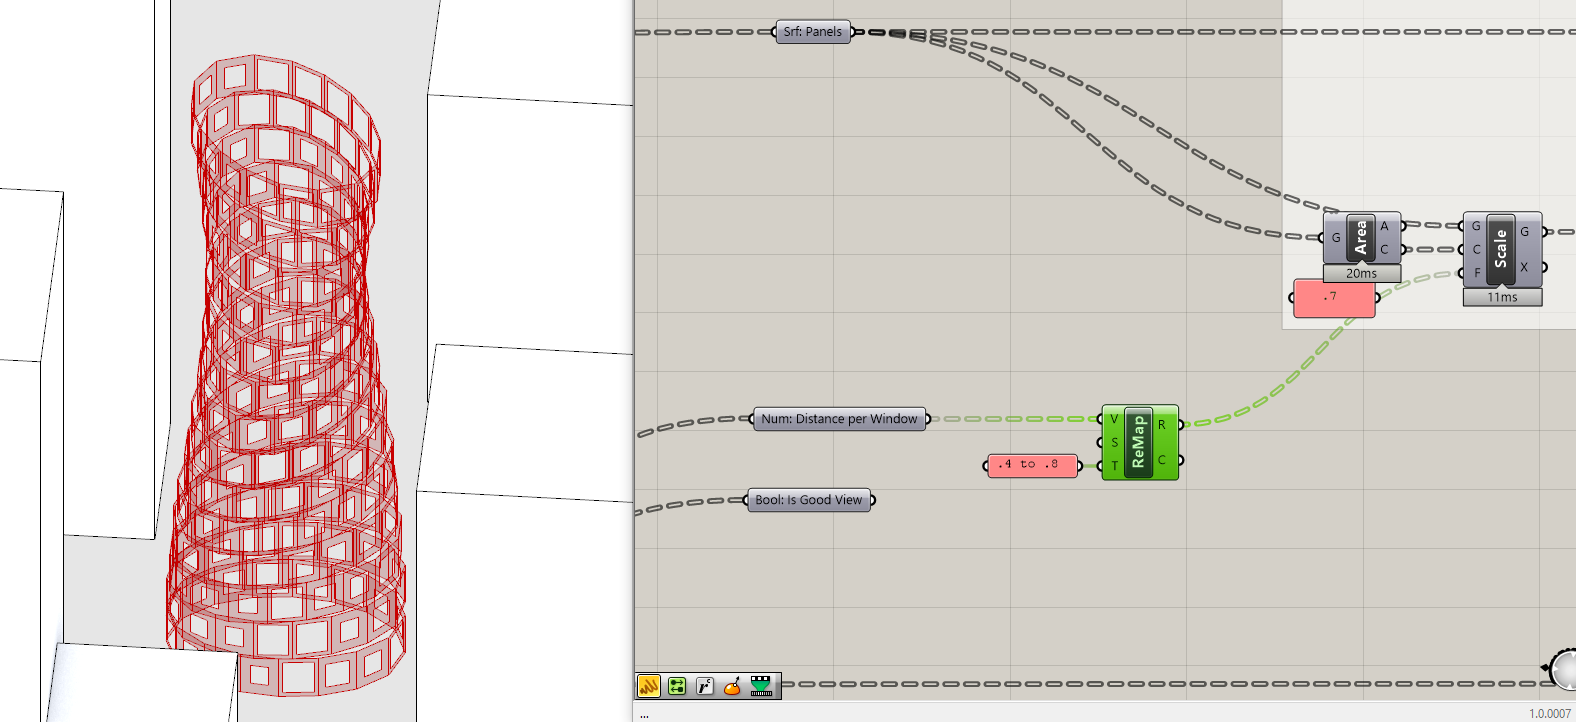 Srf: Panels
G
Area
A
C
20ms
G
C
F
Scale
G
X
11ms
.7
Num: Distance per Window
V
S
T
ReMap
R
C
.4 to .8
Bool: Is Good View
...
1.0.0007